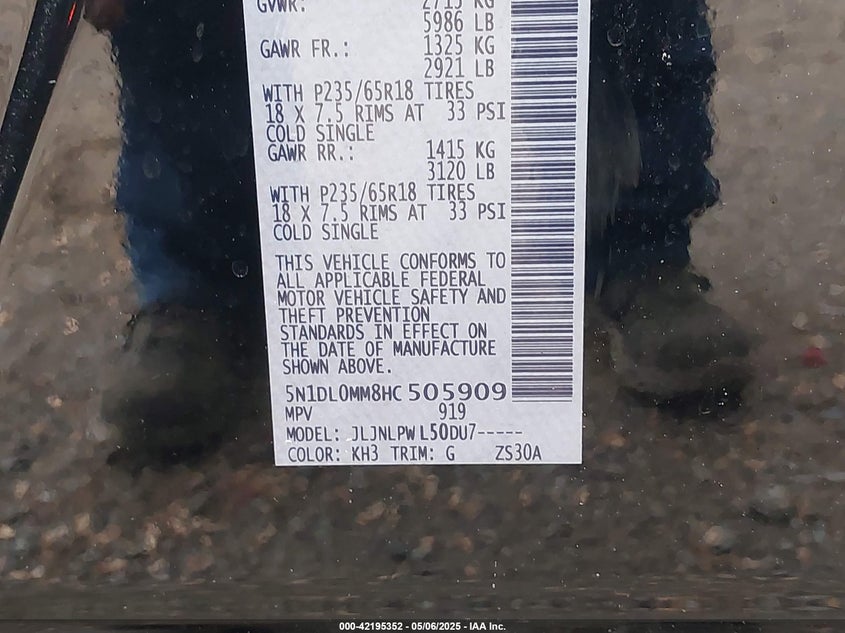 GVWR: 2715 KG
5986 LB
GAWR FR.: 1325 KG
2921 LB
WITH P235/65R18 TIRES
18 X 7.5 RIMS AT 33 PSI
COLD SINGLE
GAWR RR.: 1415 KG
3120 LB
WITH P235/65R18 TIRES
18 X 7.5 RIMS AT 33 PSI
COLD SINGLE
THIS VEHICLE CONFORMS TO
ALL APPLICABLE FEDERAL
MOTOR VEHICLE SAFETY AND
THEFT PREVENTION
STANDARDS IN EFFECT ON
THE DATE OF MANUFACTURE
SHOWN ABOVE.
5N1DL0MM8HC505909
MPV 919
MODEL: JLJNLPWL50DU7-----
COLOR: KH3 TRIM: G ZS30A
000-42195352 - 05/06/2025 - IAA Inc.